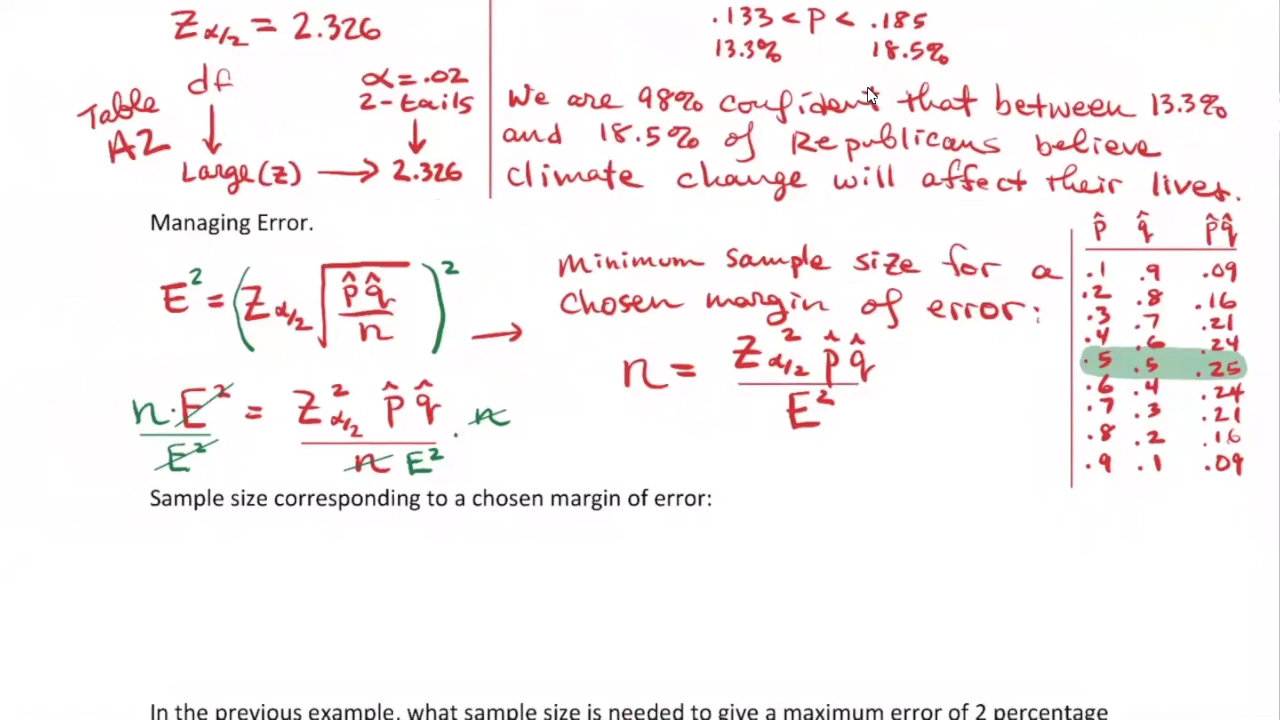 Zα/2 = 2.326
df
α = .02
Table
2-tails
A2
Large (z) → 2.326
.133 < p < .185
13.3% 18.5%
We are 98% confident that between 13.3%
and 18.5% of Republicans believe
climate change will affect their lives.
Managing Error.
E² = (Zα/2 √(p̂q̂/n))² →
n·E² / E² = Z²α/2 p̂ q̂ / n E² · n
Minimum sample size for a
chosen margin of error:
n = Z²α/2 p̂ q̂ / E²
p̂ q̂ p̂q̂
.1 .9 .09
.2 .8 .16
.3 .7 .21
.4 .6 .24
.5 .5 .25
.6 .4 .24
.7 .3 .21
.8 .2 .16
.9 .1 .09
Sample size corresponding to a chosen margin of error:
In the previous example, what sample size is needed to give a maximum error of 2 percentage